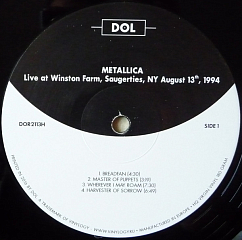 DOL
METALLICA
Live at Winston Farm, Saugerties, NY August 13th, 1994
DOR2113H
SIDE 1
1 BREADFAN (4:30)
2 MASTER OF PUPPETS (3:19)
3 WHEREVER I MAY ROAM (7:30)
4 HARVESTER OF SORROW (6:49)